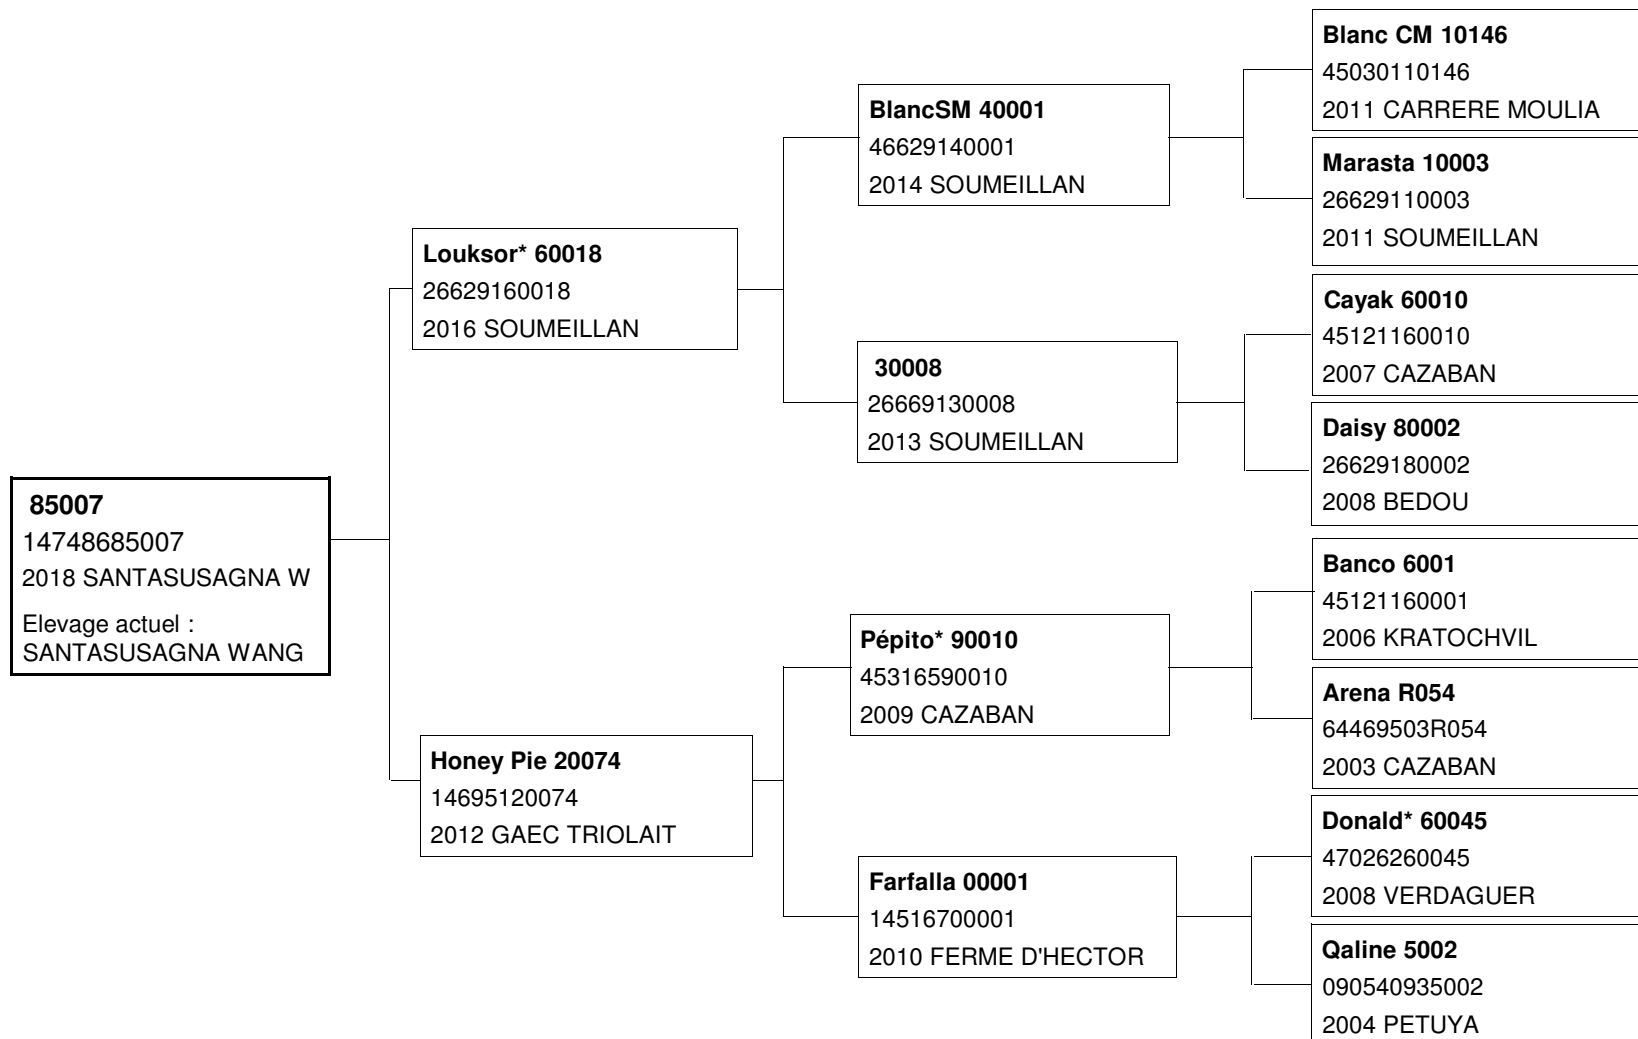 Blanc CM 10146
45030110146
2011 CARRERE MOULIA
BlancSM 40001
46629140001
2014 SOUMEILLAN
Marasta 10003
26629110003
2011 SOUMEILLAN
Louksor* 60018
26629160018
2016 SOUMEILLAN
Cayak 60010
45121160010
2007 CAZABAN
30008
26669130008
2013 SOUMEILLAN
Daisy 80002
26629180002
2008 BEDOU
85007
14748685007
2018 SANTASUSAGNA W
Elevage actuel :
SANTASUSAGNA WANG
Banco 6001
45121160001
2006 KRATOCHVIL
Pépito* 90010
45316590010
2009 CAZABAN
Arena R054
64469503R054
2003 CAZABAN
Honey Pie 20074
14695120074
2012 GAEC TRIOLAIT
Donald* 60045
47026260045
2008 VERDAGUER
Farfalla 00001
14516700001
2010 FERME D'HECTOR
Qaline 5002
090540935002
2004 PETUYA